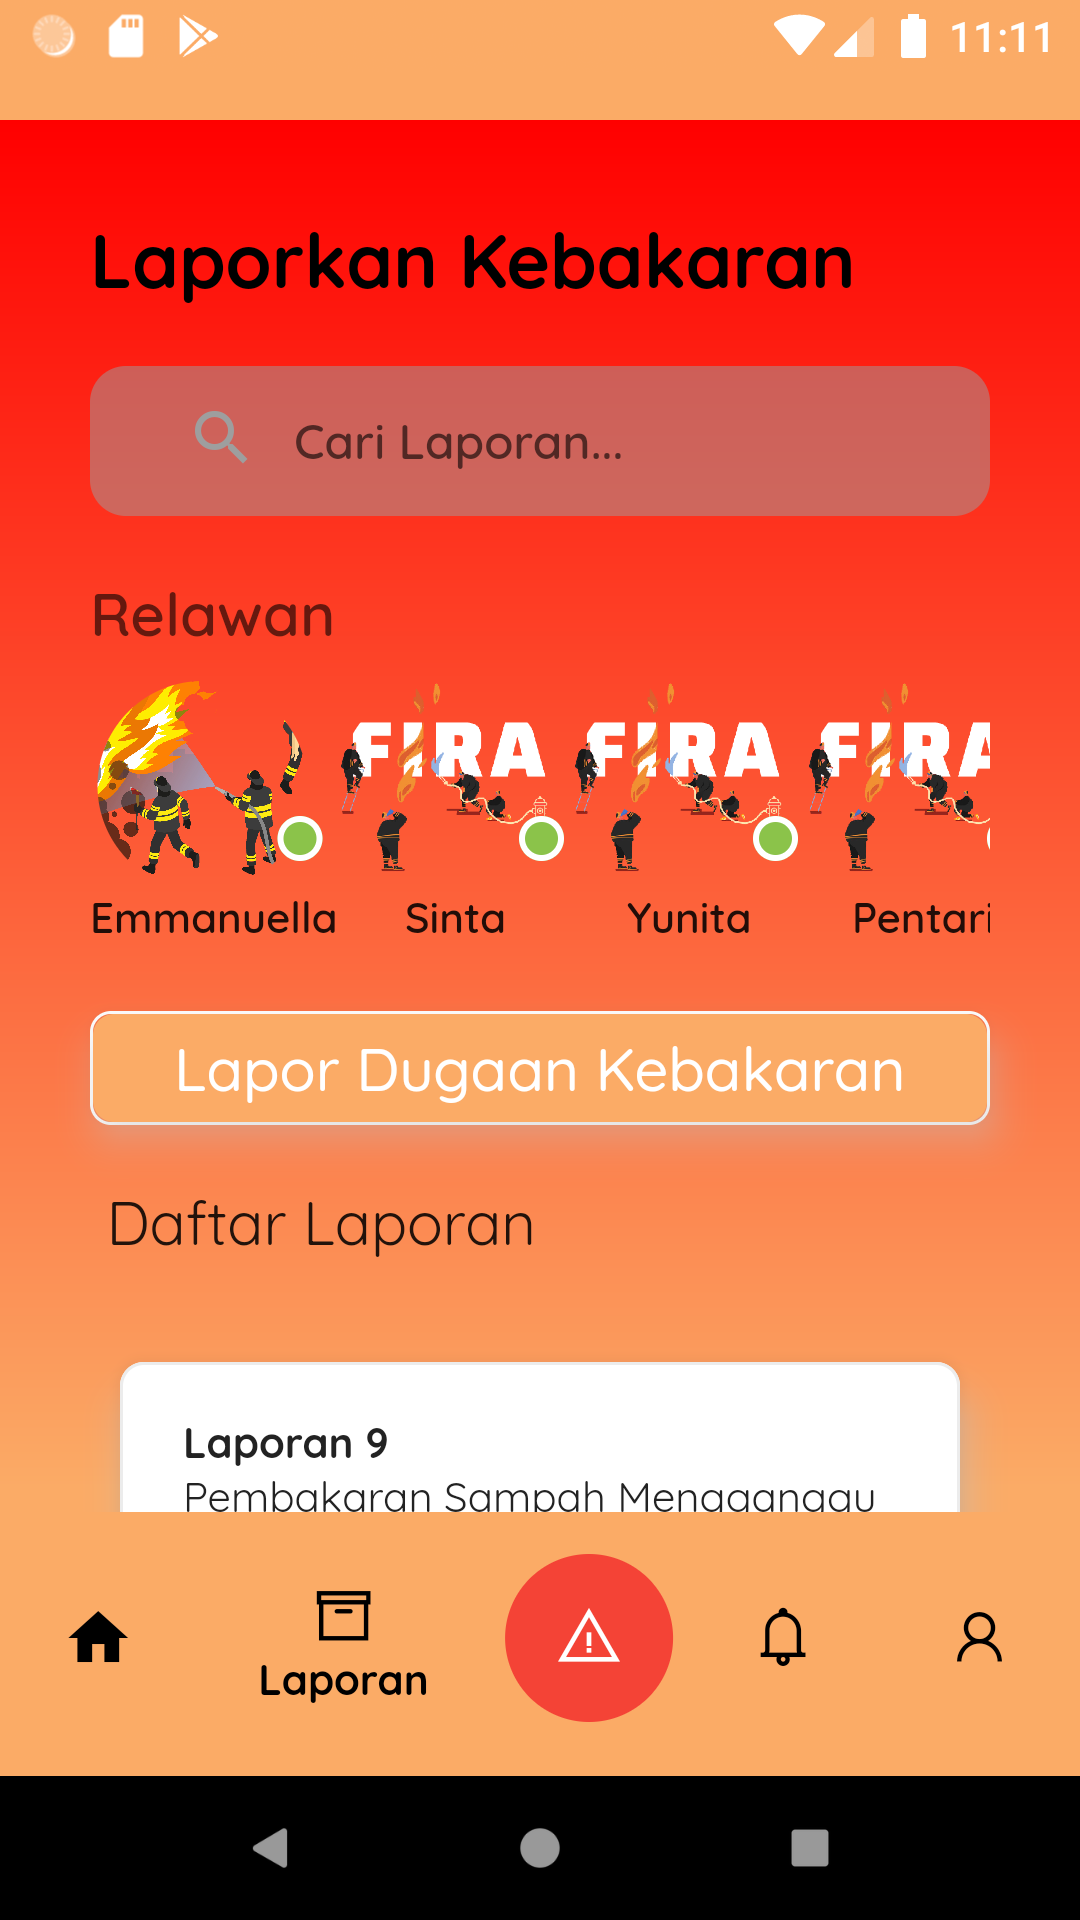 11:11
Laporkan Kebakaran
Cari Laporan...
Relawan
FIRA FIRA FIRA
Emmanuella Sinta Yunita Pentari
Lapor Dugaan Kebakaran
Daftar Laporan
Laporan 9
Pembakaran Sampah Mengganggu
Laporan